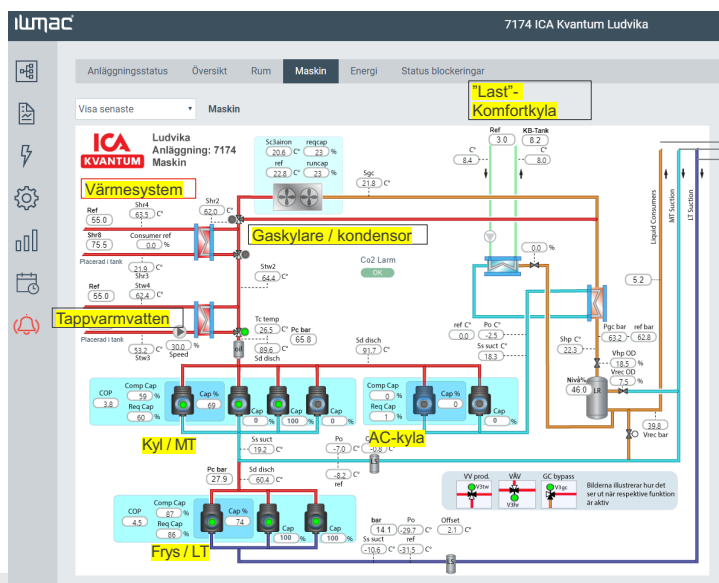 ıwmac
7174 ICA Kvantum Ludvika
Anläggningsstatus Översikt Rum Maskin Energi Status blockeringar
Visa senaste Maskin
"Last"-
Komfortkyla
ICA
KVANTUM
Ludvika
Anläggning: 7174
Maskin
Sc3airon reqcap
20,6 C° 23 %
ref runcap
22,8 C° 23 %
Sgc
21,8 C°
Ref KB-Tank
3.0 8.2
C° C°
8.4 8.0
Liquid Consumers
MT Suction
LT Suction
Värmesystem
Shr4 Shr2
Ref 63.5 C° 62,0 C°
55.0
Shr8 Consumer ref
75.5 0.0 %
Placerad i tank
21.9 C°
Shr3
Gaskylare / kondensor
Co2 Larm
OK
0,0 %
Stw2
64.4 C°
5.2
Ref Stw4
55.0 62.4 C°
Tappvarmvatten
Placerad i tank
53,2 C° 30.0 %
Stw3 Speed
Tc temp
26.5 C° Pc bar
65.8
89.6 C°
Sd disch
oil
Sd disch
91.7 C°
ref C° Po C°
0.0 -2.5
Ss suct C°
18.3
Pgc bar ref bar
63,2 62,8
Shp C°
22.3
Vhp OD
18.5 %
Vrec OD
7,5 %
Nivå%
46.0
LR
39.8
Vrec bar
COP
3.8
Comp Cap
59 %
Req Cap
60 %
Cap %
69
Cap
0 %
Cap
100 %
Cap
0 %
Comp Cap
0 %
Req Cap
1 %
Cap %
0
Cap
0 %
Kyl / MT
AC-kyla
Ss suct
19.2 C°
Po
-7,0 C°
-0,8 C°
-8.2 C°
ref
LS
Pc bar
27.9
Sd disch
60.4 C°
COP
4.5
Comp Cap
87 %
Req Cap
86 %
Cap %
74
Cap
100 %
Cap
100 %
Frys / LT
bar Po Offset
14.1 -29.7 C° 2.1 C°
Ss suct ref
-10,6 C° -31,5 C°
LS
VV prod. VÅV GC bypass
V3tw V3hr V3gc
Bilderna illustrerar hur det
ser ut när respektive funktion
är aktiv